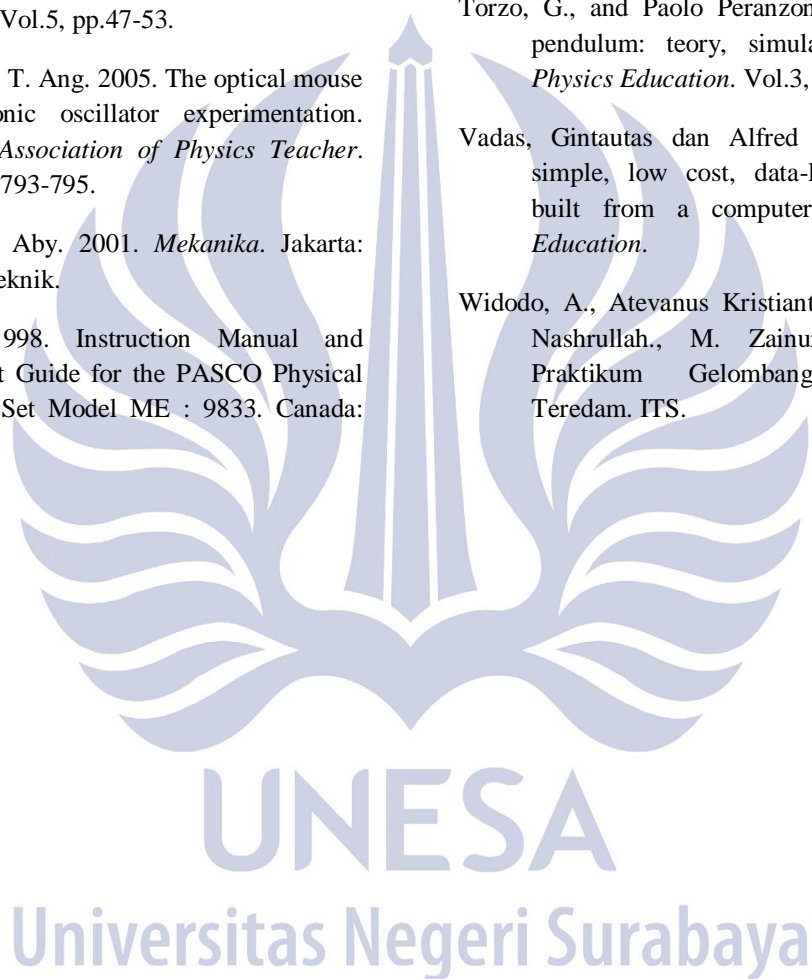 Vol.5, pp.47-53.
T. Ang. 2005. The optical mouse
onic oscillator experimentation.
Association of Physics Teacher.
793-795.
Aby. 2001. Mekanika. Jakarta:
eknik.
998. Instruction Manual and
t Guide for the PASCO Physical
Set Model ME : 9833. Canada:
Torzo, G., and Paolo Peranzon
pendulum: teory, simula
Physics Education. Vol.3,
Vadas, Gintautas dan Alfred
simple, low cost, data-l
built from a computer
Education.
Widodo, A., Atevanus Kristiant
Nashrullah., M. Zainu
Praktikum Gelombang
Teredam. ITS.
UNESA
Universitas Negeri Surabaya